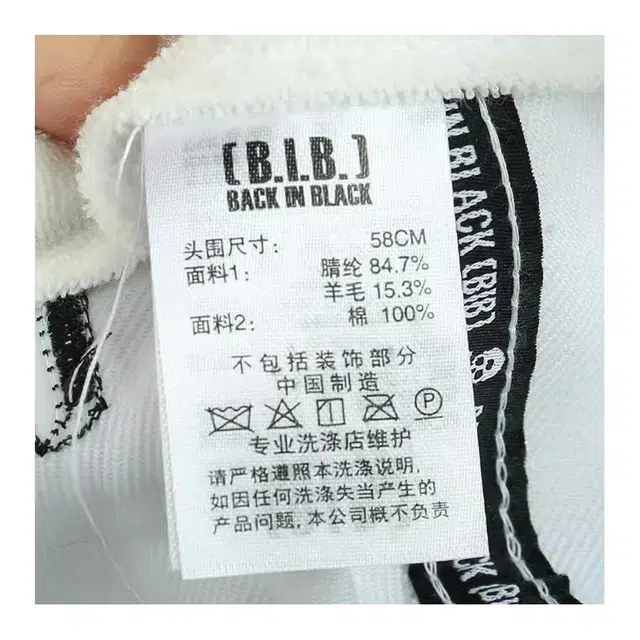 [B.I.B.]
BACK IN BLACK
头围尺寸: 58CM
面料1: 腈纶 84.7%
羊毛 15.3%
面料2: 棉 100%
不包括装饰部分
中国制造
P
专业洗涤店维护
请严格遵照本洗涤说明,
如因任何洗涤失当产生的
产品问题, 本公司概不负责
IN BLACK (BIB)